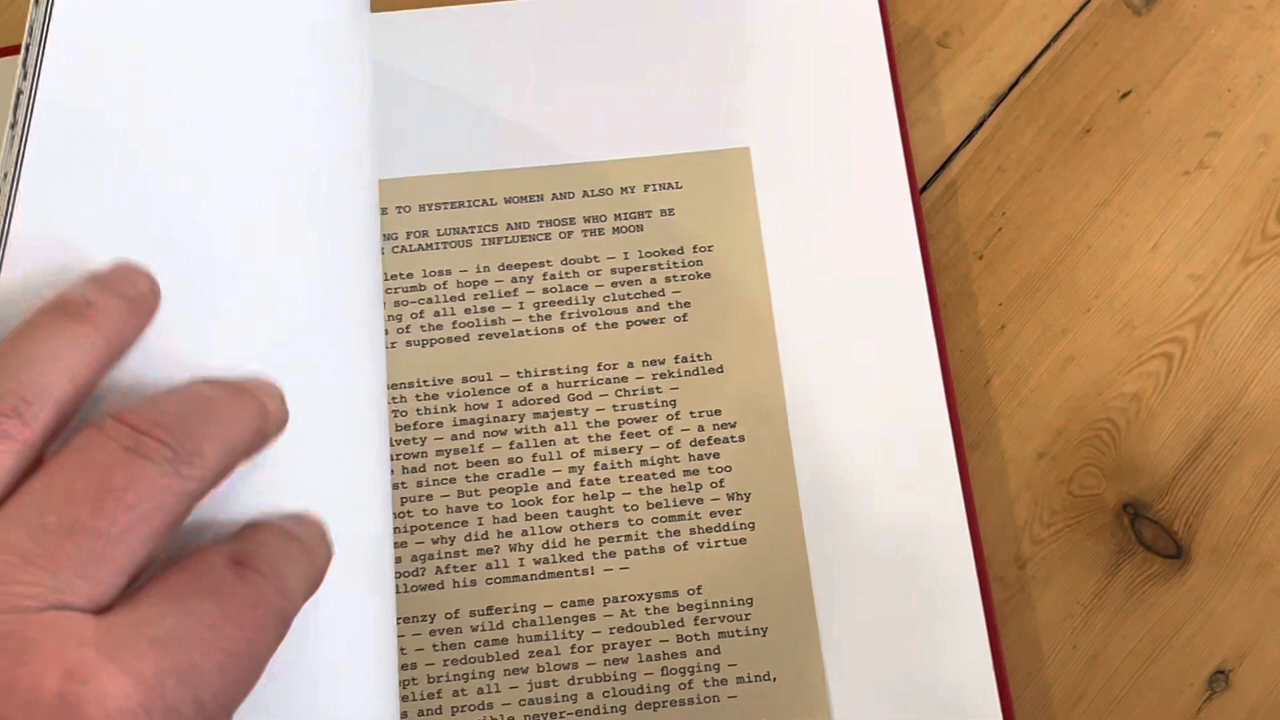 E TO HYSTERICAL WOMEN AND ALSO MY FINAL
NG FOR LUNATICS AND THOSE WHO MIGHT BE
CALAMITOUS INFLUENCE OF THE MOON
lete loss — in deepest doubt — I looked for
crumb of hope — any faith or superstition
so-called relief — solace — even a stroke
ng of all else — I greedily clutched —
s of the foolish — the frivolous and the
ir supposed revelations of the power of
ensitive soul — thirsting for a new faith
th the violence of a hurricane — rekindled
To think how I adored God — Christ —
before imaginary majesty — trusting
ivety — and now with all the power of true
rown myself — fallen at the feet of — a new
had not been so full of misery — of defeats
st since the cradle — my faith might have
pure — But people and fate treated me too
not to have to look for help — the help of
nipotence I had been taught to believe — Why
me — why did he allow others to commit ever
s against me? Why did he permit the shedding
ood? After all I walked the paths of virtue
llowed his commandments! — —
renzy of suffering — came paroxysms of
— — even wild challenges — At the beginning
t — then came humility — redoubled fervour
es — redoubled zeal for prayer — Both mutiny
pt bringing new blows — new lashes and
elief at all — just drubbing — flogging —
s and prods — causing a clouding of the mind,
ible never-ending depression —